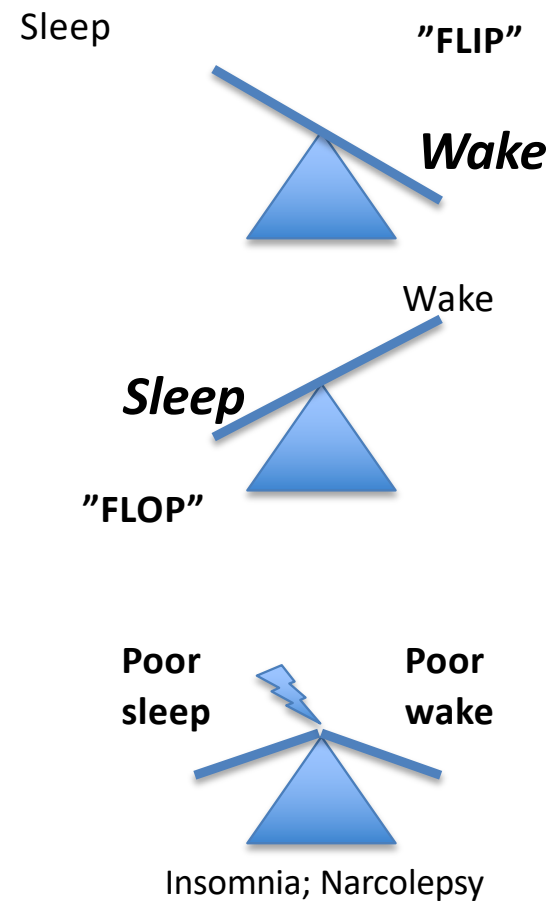 Sleep
”FLIP”
Wake
Wake
Sleep
”FLOP”
Poor
sleep
Poor
wake
Insomnia; Narcolepsy